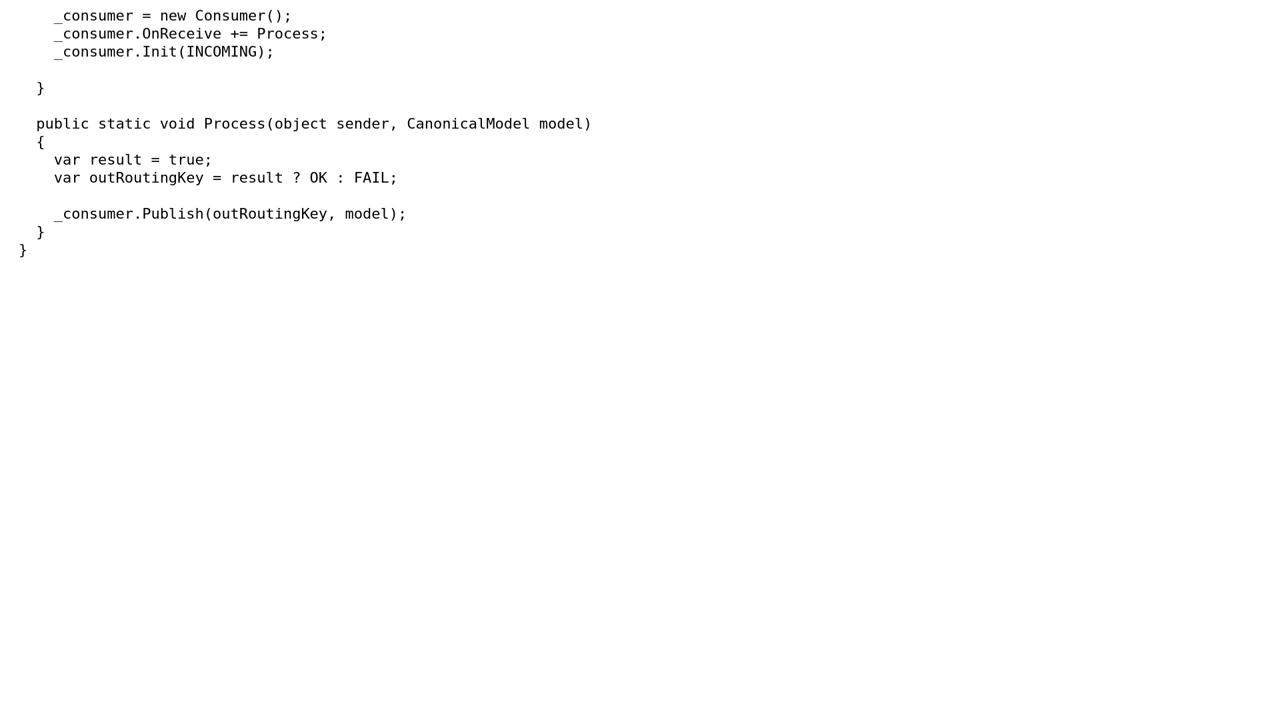 _consumer = new Consumer();
    _consumer.OnReceive += Process;
    _consumer.Init(INCOMING);

  }

  public static void Process(object sender, CanonicalModel model)
  {
    var result = true;
    var outRoutingKey = result ? OK : FAIL;

    _consumer.Publish(outRoutingKey, model);
  }
}